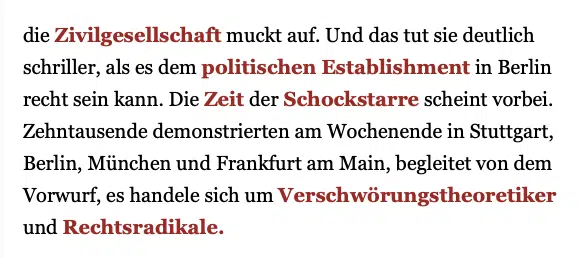 die Zivilgesellschaft muckt auf. Und das tut sie deutlich
schriller, als es dem politischen Establishment in Berlin
recht sein kann. Die Zeit der Schockstarre scheint vorbei.
Zehntausende demonstrierten am Wochenende in Stuttgart,
Berlin, München und Frankfurt am Main, begleitet von dem
Vorwurf, es handele sich um Verschwörungstheoretiker
und Rechtsradikale.